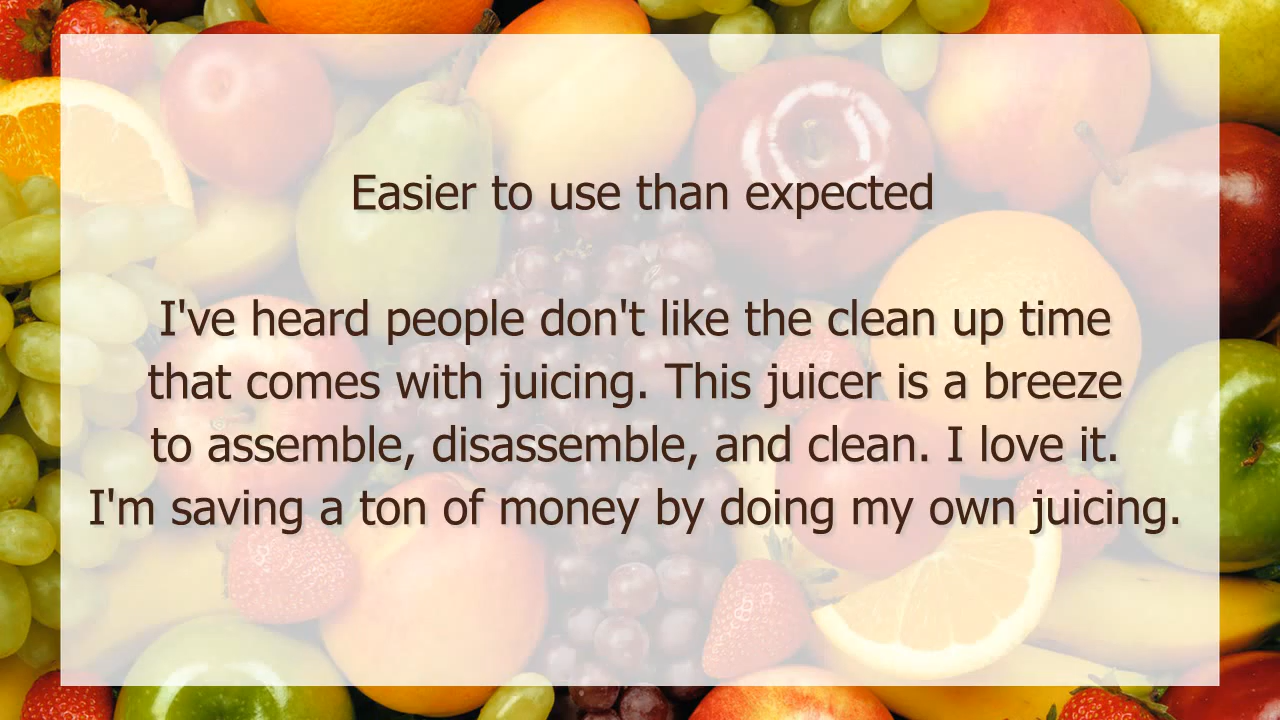 Easier to use than expected
I've heard people don't like the clean up time
that comes with juicing. This juicer is a breeze
to assemble, disassemble, and clean. I love it.
I'm saving a ton of money by doing my own juicing.